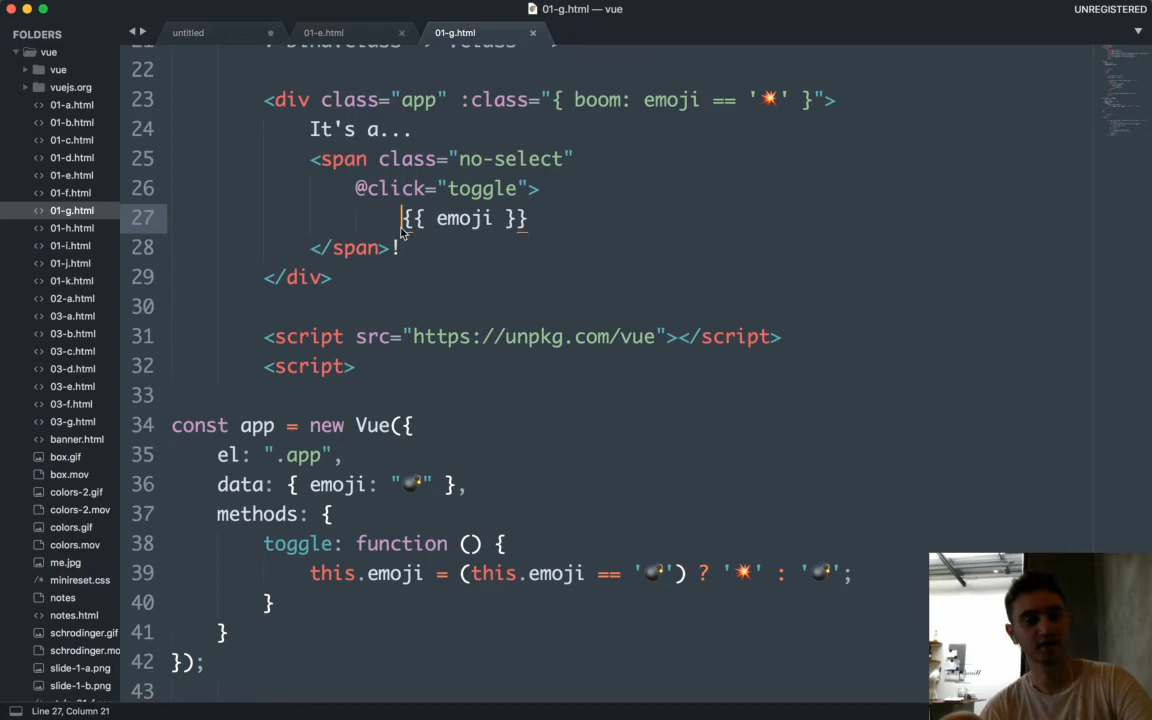 01-g.html — vue
UNREGISTERED
FOLDERS
untitled
01-e.html
01-g.html
vue
vue
vuejs.org
01-a.html
01-b.html
01-c.html
01-d.html
01-e.html
01-f.html
01-g.html
01-h.html
01-i.html
01-j.html
01-k.html
02-a.html
03-a.html
03-b.html
03-c.html
03-d.html
03-e.html
03-f.html
03-g.html
banner.html
box.gif
box.mov
colors-2.gif
colors-2.mov
colors.gif
colors.mov
me.jpg
minireset.css
notes
notes.html
schrodinger.gif
schrodinger.mo
slide-1-a.png
slide-1-b.png
22
23 <div class="app" :class="{ boom: emoji == '💥' }">
24 It's a...
25 <span class="no-select"
26 @click="toggle">
27 {{ emoji }}
28 </span>!
29 </div>
30
31 <script src="https://unpkg.com/vue"></script>
32 <script>
33
34 const app = new Vue({
35 el: ".app",
36 data: { emoji: "💣" },
37 methods: {
38 toggle: function () {
39 this.emoji = (this.emoji == '💣') ? '💥' : '💣';
40 }
41 }
42 });
43
Line 27, Column 21